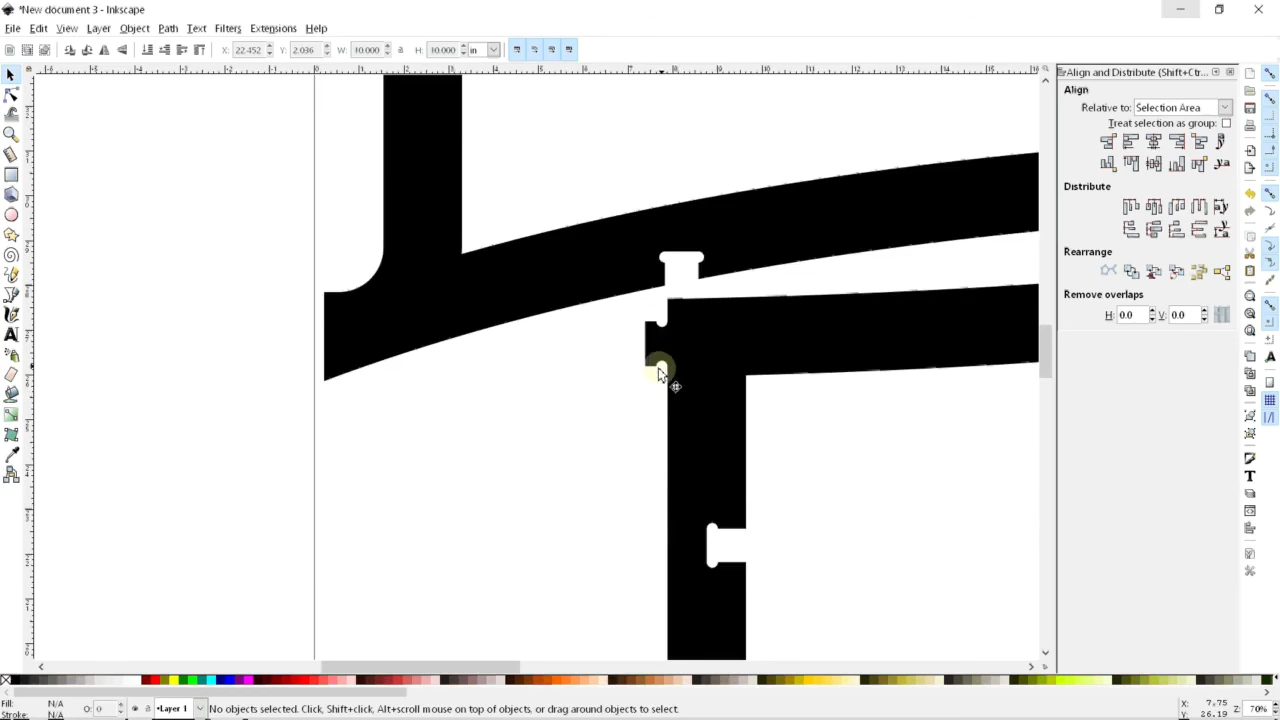 *New document 3 - Inkscape
File Edit View Layer Object Path Text Filters Extensions Help
X: 22.452 Y: 2.036 W: 10.000 H: 10.000 in
Align and Distribute (Shift+Ctr...
Align
Relative to: Selection Area
Treat selection as group:
Distribute
Rearrange
Remove overlaps
H: 0.0 V: 0.0
Fill: N/A
Stroke: N/A
O: 0
Layer 1
No objects selected. Click, Shift+click, Alt+scroll mouse on top of objects, or drag around objects to select.
X: 7.75
Y: 26.19
Z: 70%